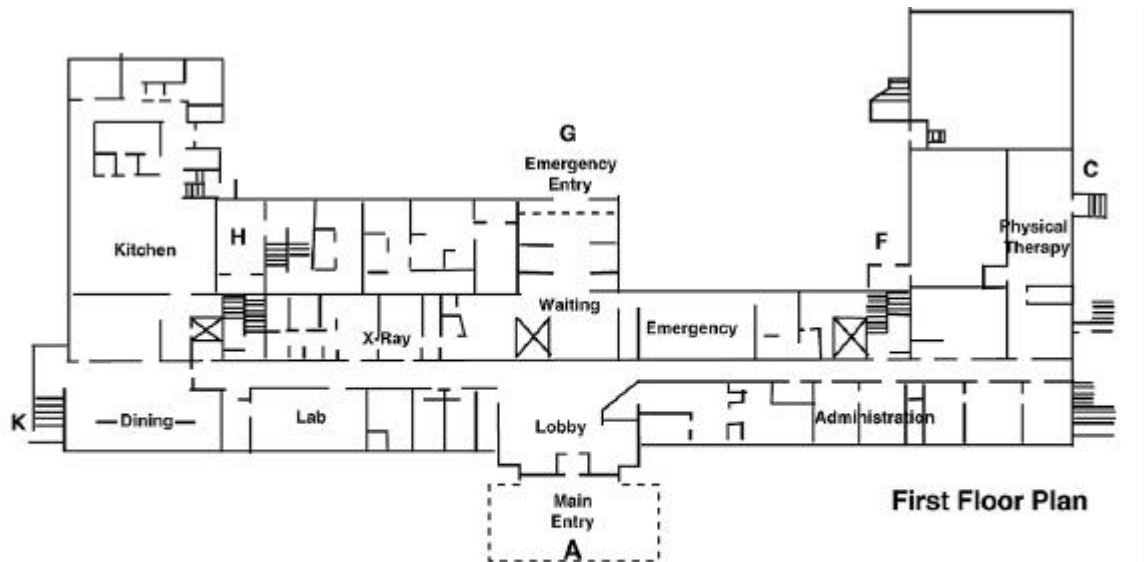 G
Emergency
Entry
C
Physical
Therapy
H
F
Kitchen
Waiting
Emergency
X-Ray
K
Dining
Lab
Lobby
Administration
Main
Entry
A
First Floor Plan